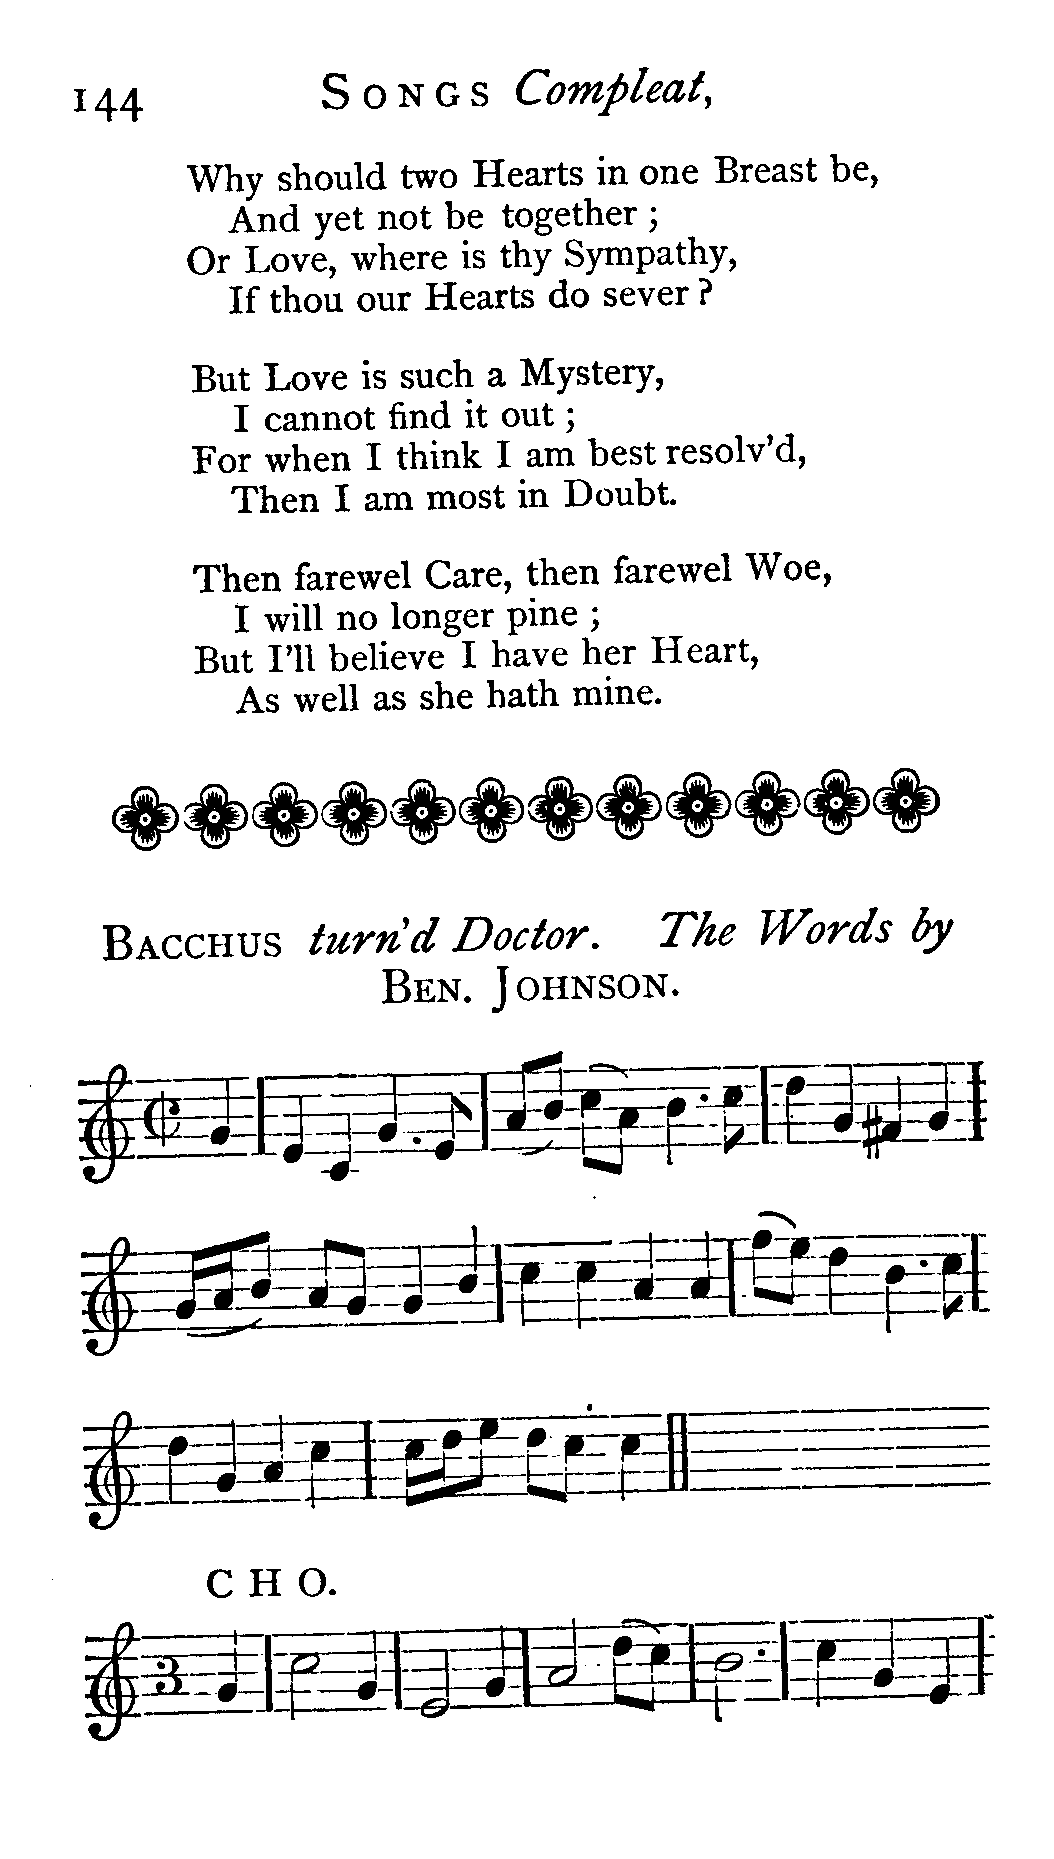 144 SONGS Compleat,
Why should two Hearts in one Breast be,
And yet not be together ;
Or Love, where is thy Sympathy,
If thou our Hearts do sever ?
But Love is such a Mystery,
I cannot find it out ;
For when I think I am best resolv'd,
Then I am most in Doubt.
Then farewel Care, then farewel Woe,
I will no longer pine ;
But I'll believe I have her Heart,
As well as she hath mine.
BACCHUS turn'd Doctor. The Words by
BEN. JOHNSON.
C H O.
3